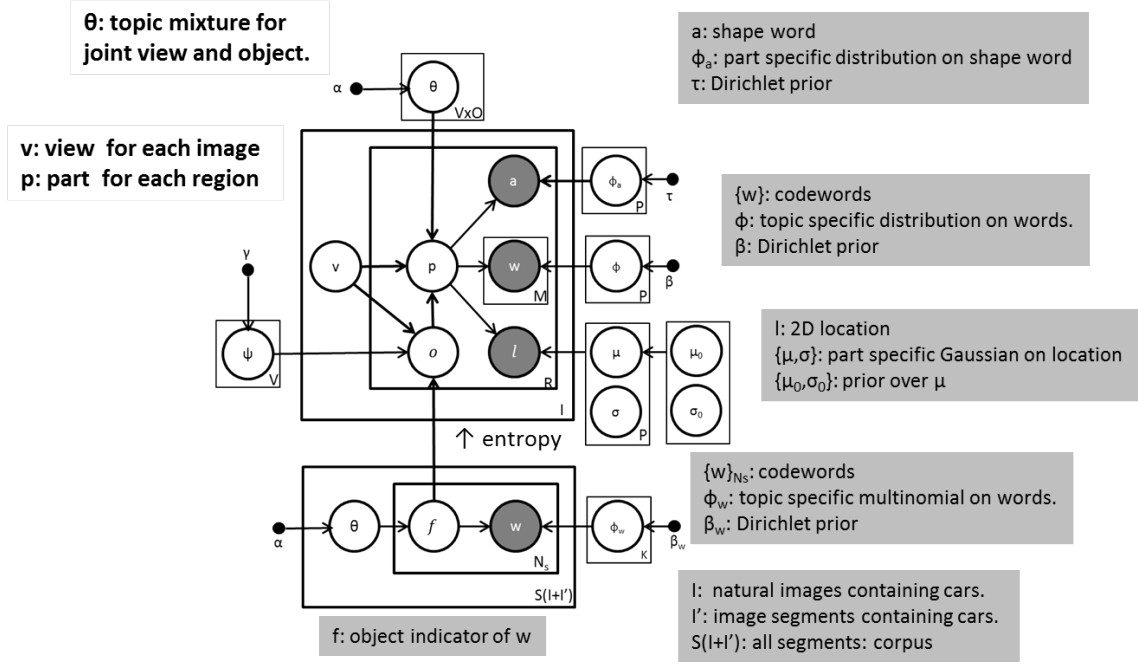 θ: topic mixture for
joint view and object.
a: shape word
ϕₐ: part specific distribution on shape word
τ: Dirichlet prior
α
θ
VxO
v: view for each image
p: part for each region
a
ϕₐ
P
τ
{w}: codewords
ϕ: topic specific distribution on words.
β: Dirichlet prior
γ
v
p
w
M
ϕ
P
β
ψ
V
o
l
R
I
μ
σ
P
μ₀
σ₀
l: 2D location
{μ,σ}: part specific Gaussian on location
{μ₀,σ₀}: prior over μ
↑ entropy
{w}Ns: codewords
ϕw: topic specific multinomial on words.
βw: Dirichlet prior
α
θ
f
w
Ns
S(I+I’)
ϕw
K
βw
I: natural images containing cars.
I’: image segments containing cars.
S(I+I’): all segments: corpus
f: object indicator of w